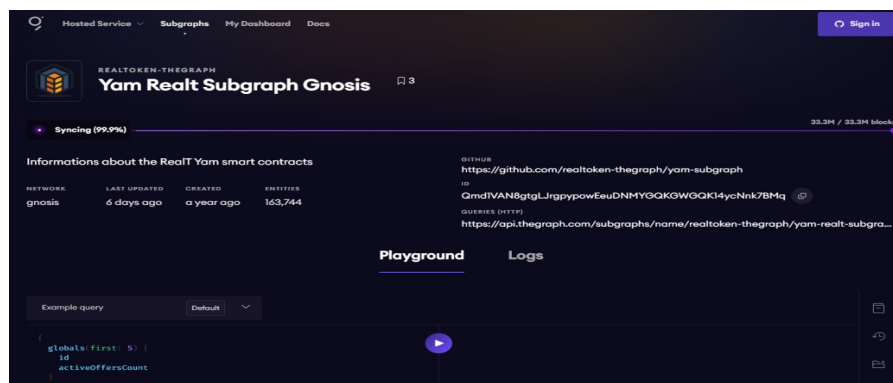 Hosted Service
Subgraphs
My Dashboard
Docs
Sign in
REALTOKEN-THEGRAPH
Yam Realt Subgraph Gnosis
3
Syncing (99.9%)
33.3M / 33.3M blocks
Informations about the RealT Yam smart contracts
NETWORK
gnosis
LAST UPDATED
6 days ago
CREATED
a year ago
ENTITIES
163,744
GITHUB
https://github.com/realtoken-thegraph/yam-subgraph
ID
Qmd1VAN8gtgLJrgpypowEeuDNMYGQKGWGQK14ycNnk7BMq
QUERIES (HTTP)
https://api.thegraph.com/subgraphs/name/realtoken-thegraph/yam-realt-subgra...
Playground
Logs
Example query
Default
{
globals(first: 5) {
id
activeOffersCount
}